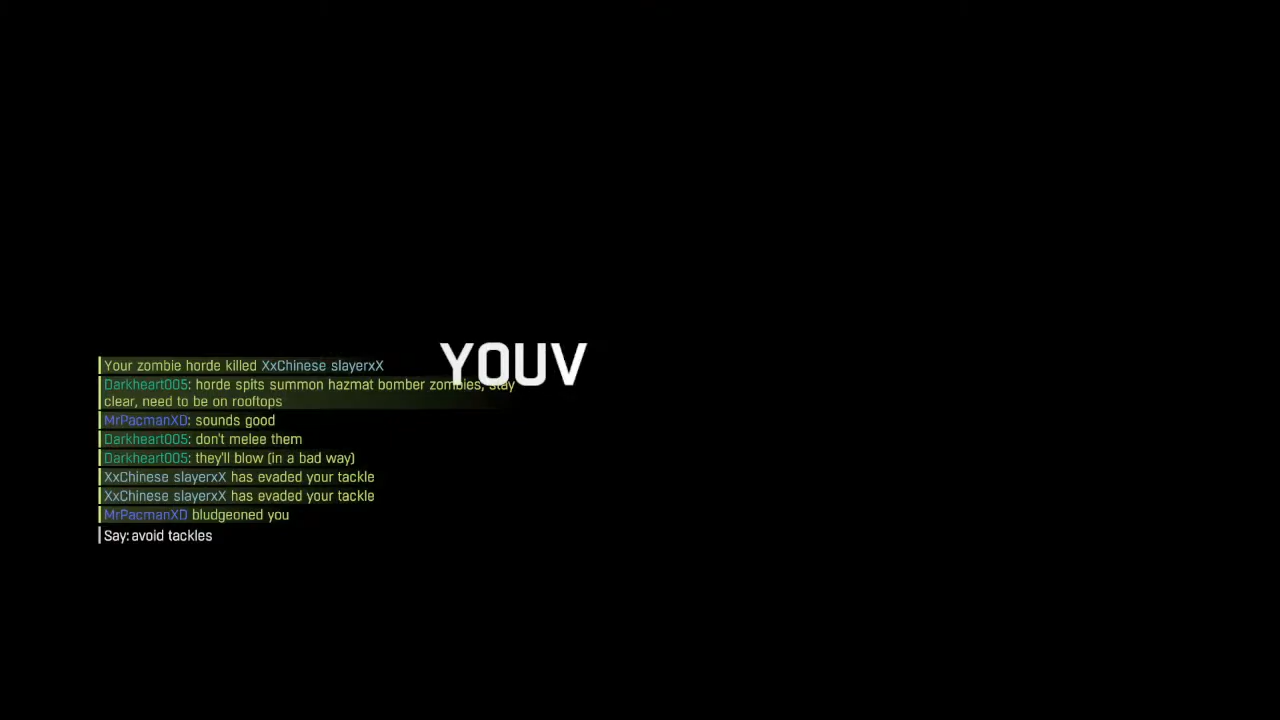 YOUV
Your zombie horde killed XxChinese slayerxX
Darkheart005: horde spits summon hazmat bomber zombies, stay
clear, need to be on rooftops
MrPacmanXD: sounds good
Darkheart005: don't melee them
Darkheart005: they'll blow (in a bad way)
XxChinese slayerxX has evaded your tackle
XxChinese slayerxX has evaded your tackle
MrPacmanXD bludgeoned you
Say: avoid tackles